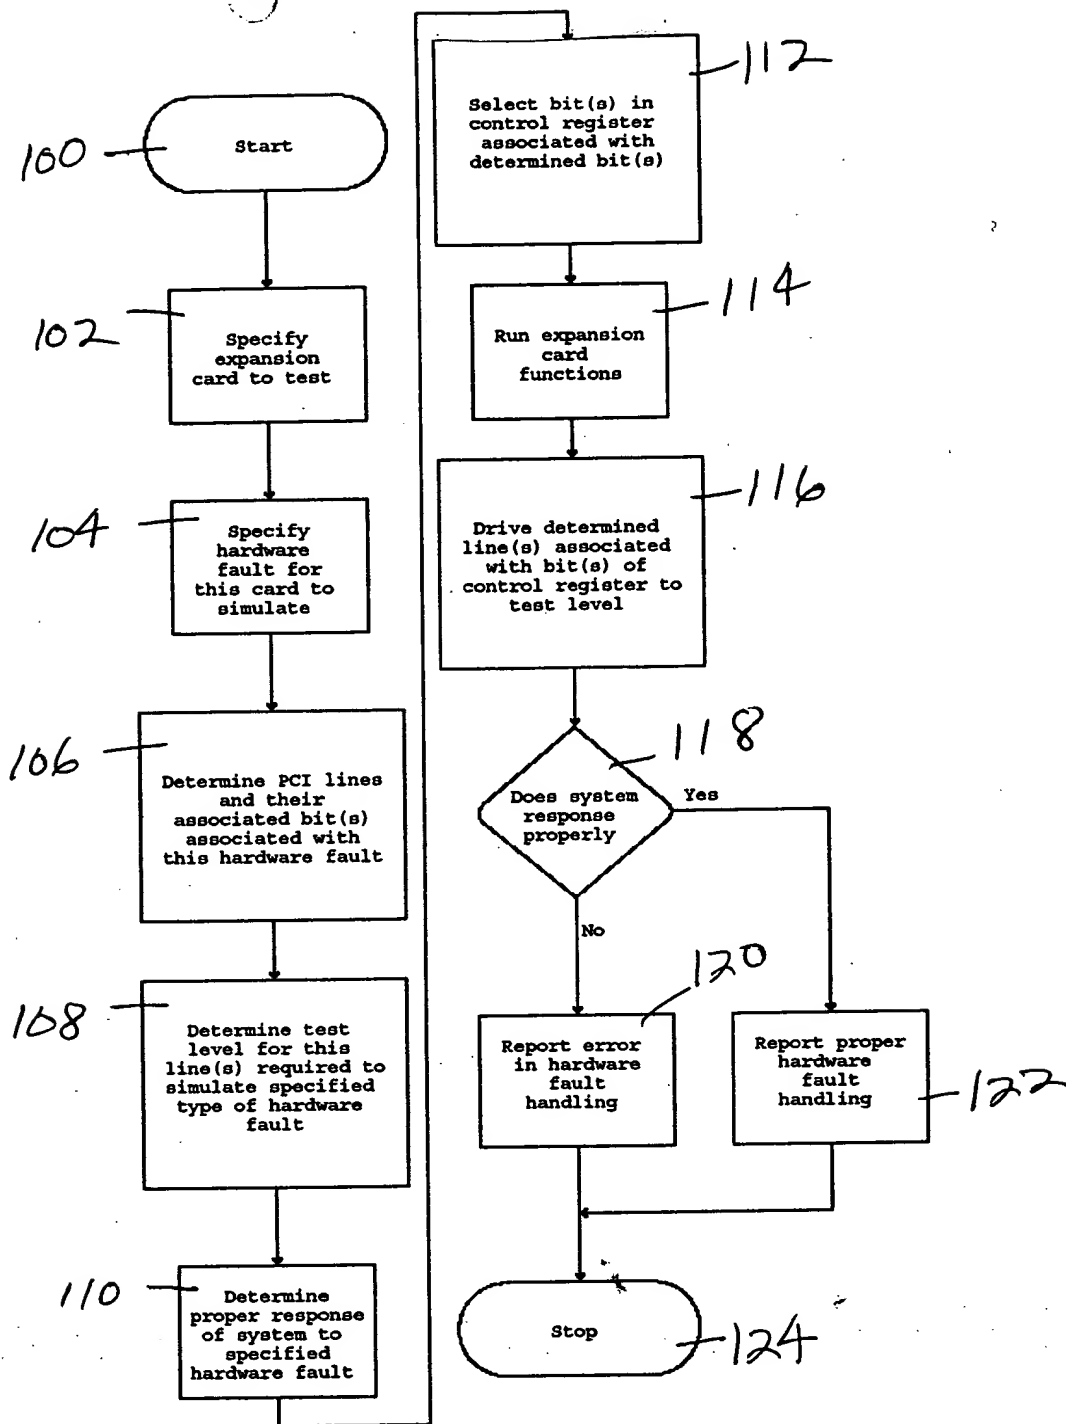 100
Start
102
Specify
expansion
card to test
104
Specify
hardware
fault for
this card to
simulate
106
Determine PCI lines
and their
associated bit(s)
associated with
this hardware fault
108
Determine test
level for this
line(s) required to
simulate specified
type of hardware
fault
110
Determine
proper response
of system to
specified
hardware fault
112
Select bit(s) in
control register
associated with
determined bit(s)
114
Run expansion
card
functions
116
Drive determined
line(s) associated
with bit(s) of
control register to
test level
118
Does system
response
properly
Yes
No
120
Report error
in hardware
fault
handling
Report proper
hardware
fault
handling
122
Stop
124